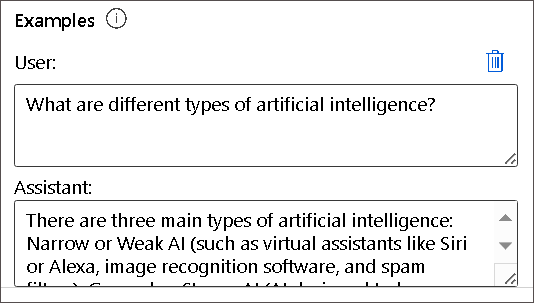 Examples
User:
What are different types of artificial intelligence?
Assistant:
There are three main types of artificial intelligence:
Narrow or Weak AI (such as virtual assistants like Siri
or Alexa, image recognition software, and spam